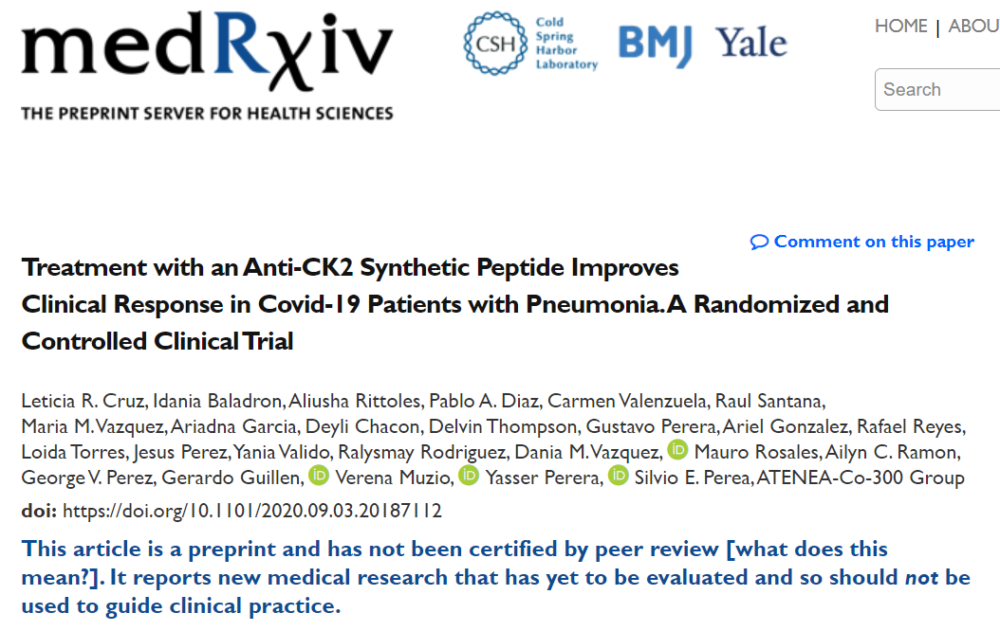 medRxiv
THE PREPRINT SERVER FOR HEALTH SCIENCES
CSH
Cold
Spring
Harbor
Laboratory
BMJ
Yale
HOME | ABOU
Search
Comment on this paper
Treatment with an Anti-CK2 Synthetic Peptide Improves
Clinical Response in Covid-19 Patients with Pneumonia. A Randomized and
Controlled Clinical Trial
Leticia R. Cruz, Idania Baladron, Aliusha Rittoles, Pablo A. Diaz, Carmen Valenzuela, Raul Santana,
Maria M. Vazquez, Ariadna Garcia, Deyli Chacon, Delvin Thompson, Gustavo Perera, Ariel Gonzalez, Rafael Reyes,
Loida Torres, Jesus Perez, Yania Valido, Ralysmay Rodriguez, Dania M. Vazquez, iD Mauro Rosales, Ailyn C. Ramon,
George V. Perez, Gerardo Guillen, iD Verena Muzio, iD Yasser Perera, iD Silvio E. Perea, ATENEA-Co-300 Group
doi: https://doi.org/10.1101/2020.09.03.20187112
This article is a preprint and has not been certified by peer review [what does this
mean?]. It reports new medical research that has yet to be evaluated and so should not be
used to guide clinical practice.